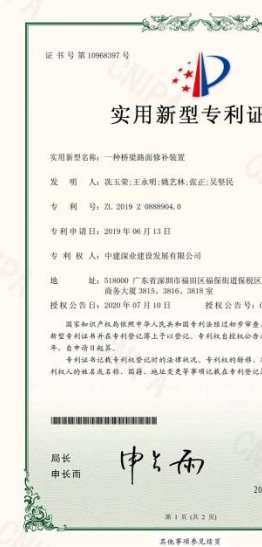 证书号第10968397号
实用新型专利证
实用新型名称：一种桥梁路面修补装置
发明人：冼玉荣;王永明;姚艺林;张正;吴坚民
专利号：ZL 2019 2 0888904.0
专利申请日：2019年06月13日
专利权人：中建深业建设发展有限公司
地址：518000 广东省深圳市福田区福保街道保税区
商务大厦 3815、3816、3818 室
授权公告日：2020年07月10日 授权公告号：C
国家知识产权局依照中华人民共和国专利法经过初步审查，
新型专利证书并在专利登记簿上予以登记。专利权自授权公告
年，自申请日起算。
专利证书记载专利权登记时的法律状况。专利权的转移、
利权人的姓名或名称、国籍、地址变更等事项记载在专利登记
局长
申长雨
申长雨
20
第 1 页 (共 2 页)
其他事项参见续页
CNIPA